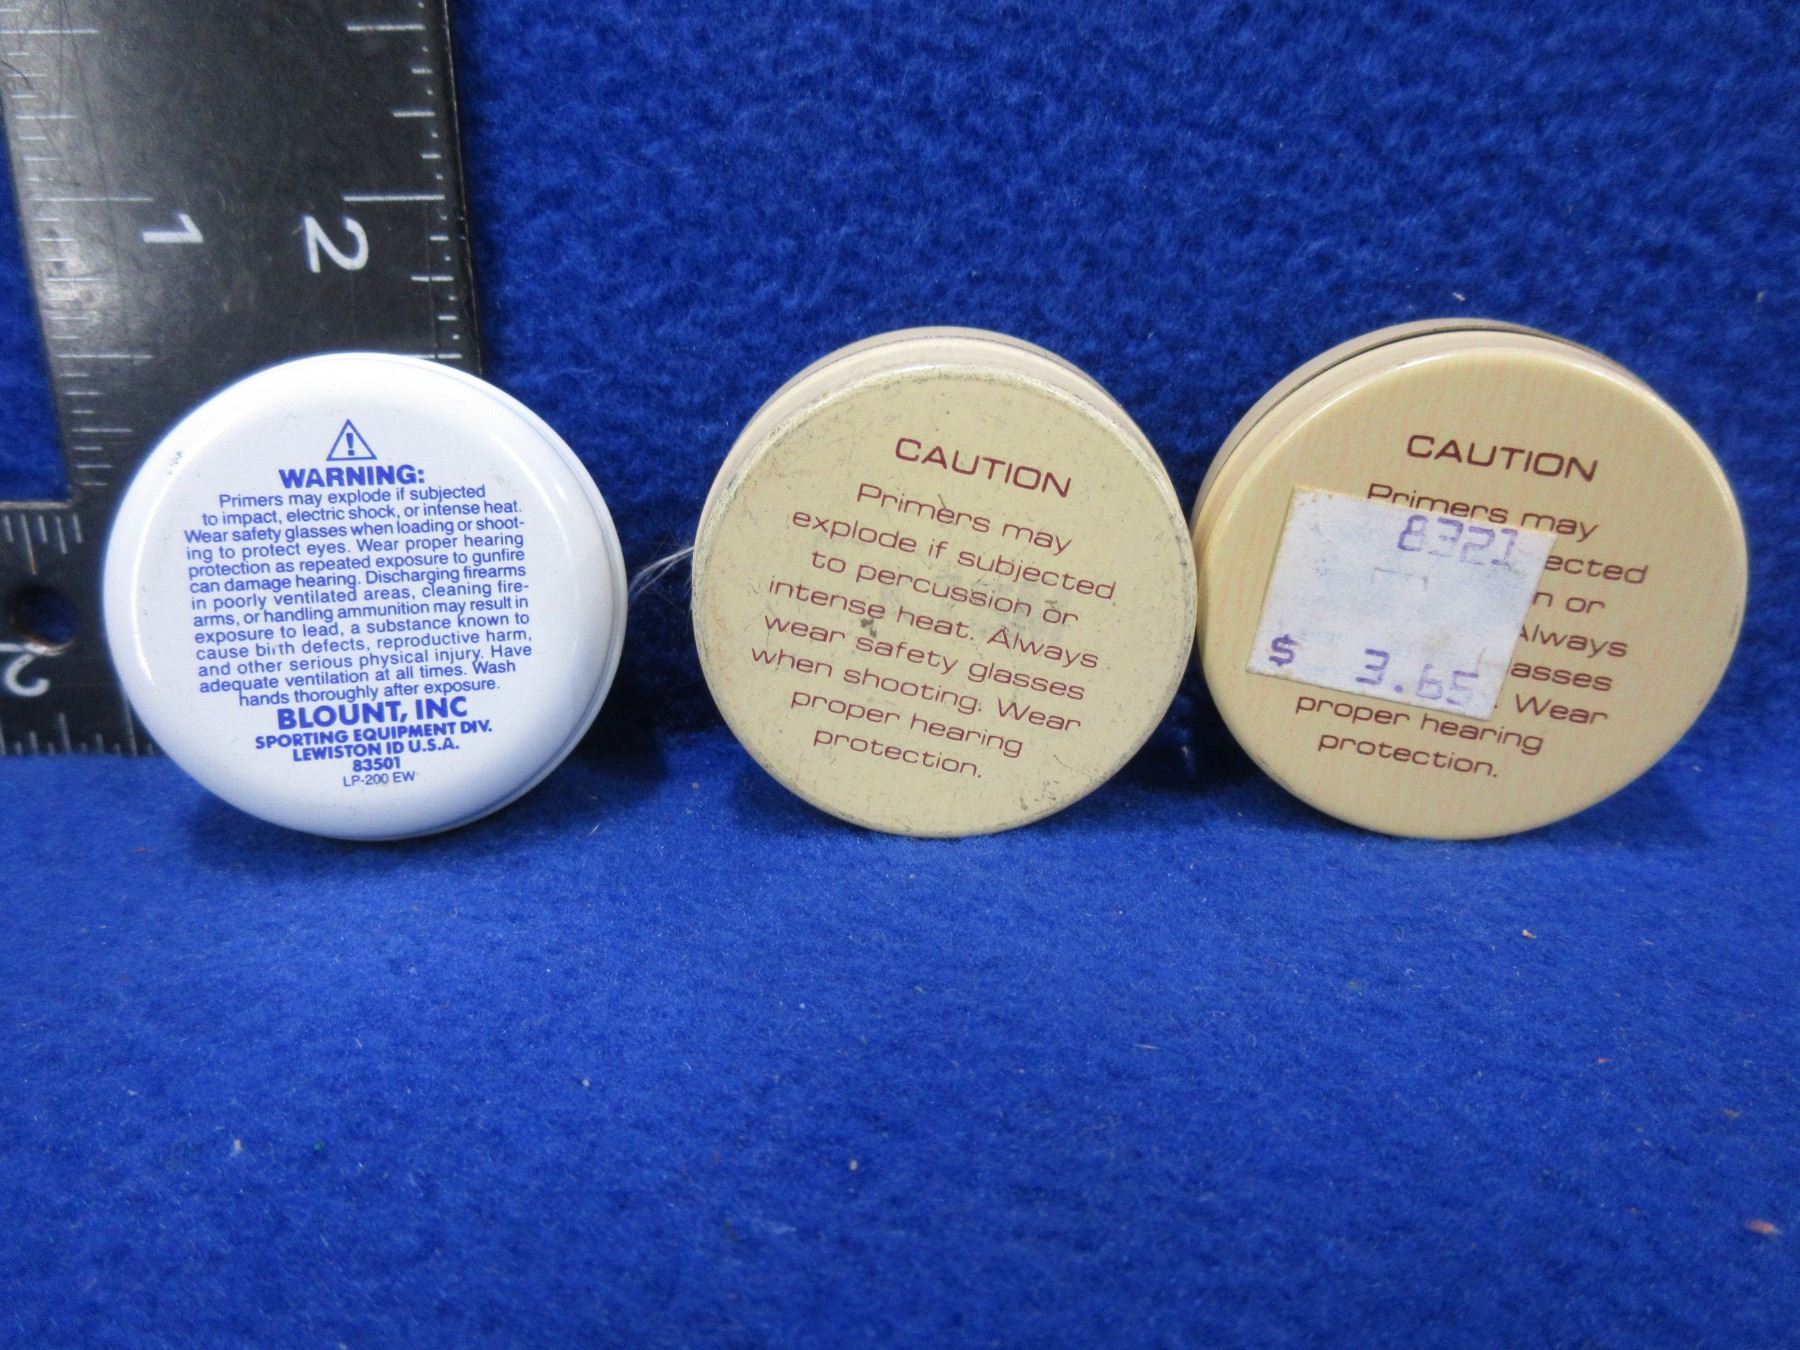 1
2
2
WARNING:
Primers may explode if subjected
to impact, electric shock, or intense heat.
Wear safety glasses when loading or shoot-
ing to protect eyes. Wear proper hearing
protection as repeated exposure to gunfire
can damage hearing. Discharging firearms
in poorly ventilated areas, cleaning fire-
arms, or handling ammunition may result in
exposure to lead, a substance known to
cause birth defects, reproductive harm,
and other serious physical injury. Have
adequate ventilation at all times. Wash
hands thoroughly after exposure.
BLOUNT, INC
SPORTING EQUIPMENT DIV.
LEWISTON ID U.S.A.
83501
LP-200 EW
CAUTION
Primers may
explode if subjected
to percussion or
intense heat. Always
wear safety glasses
when shooting. Wear
proper hearing
protection.
CAUTION
Primers may
8321
ected
n or
Always
asses
$ 3.65
. Wear
proper hearing
protection.